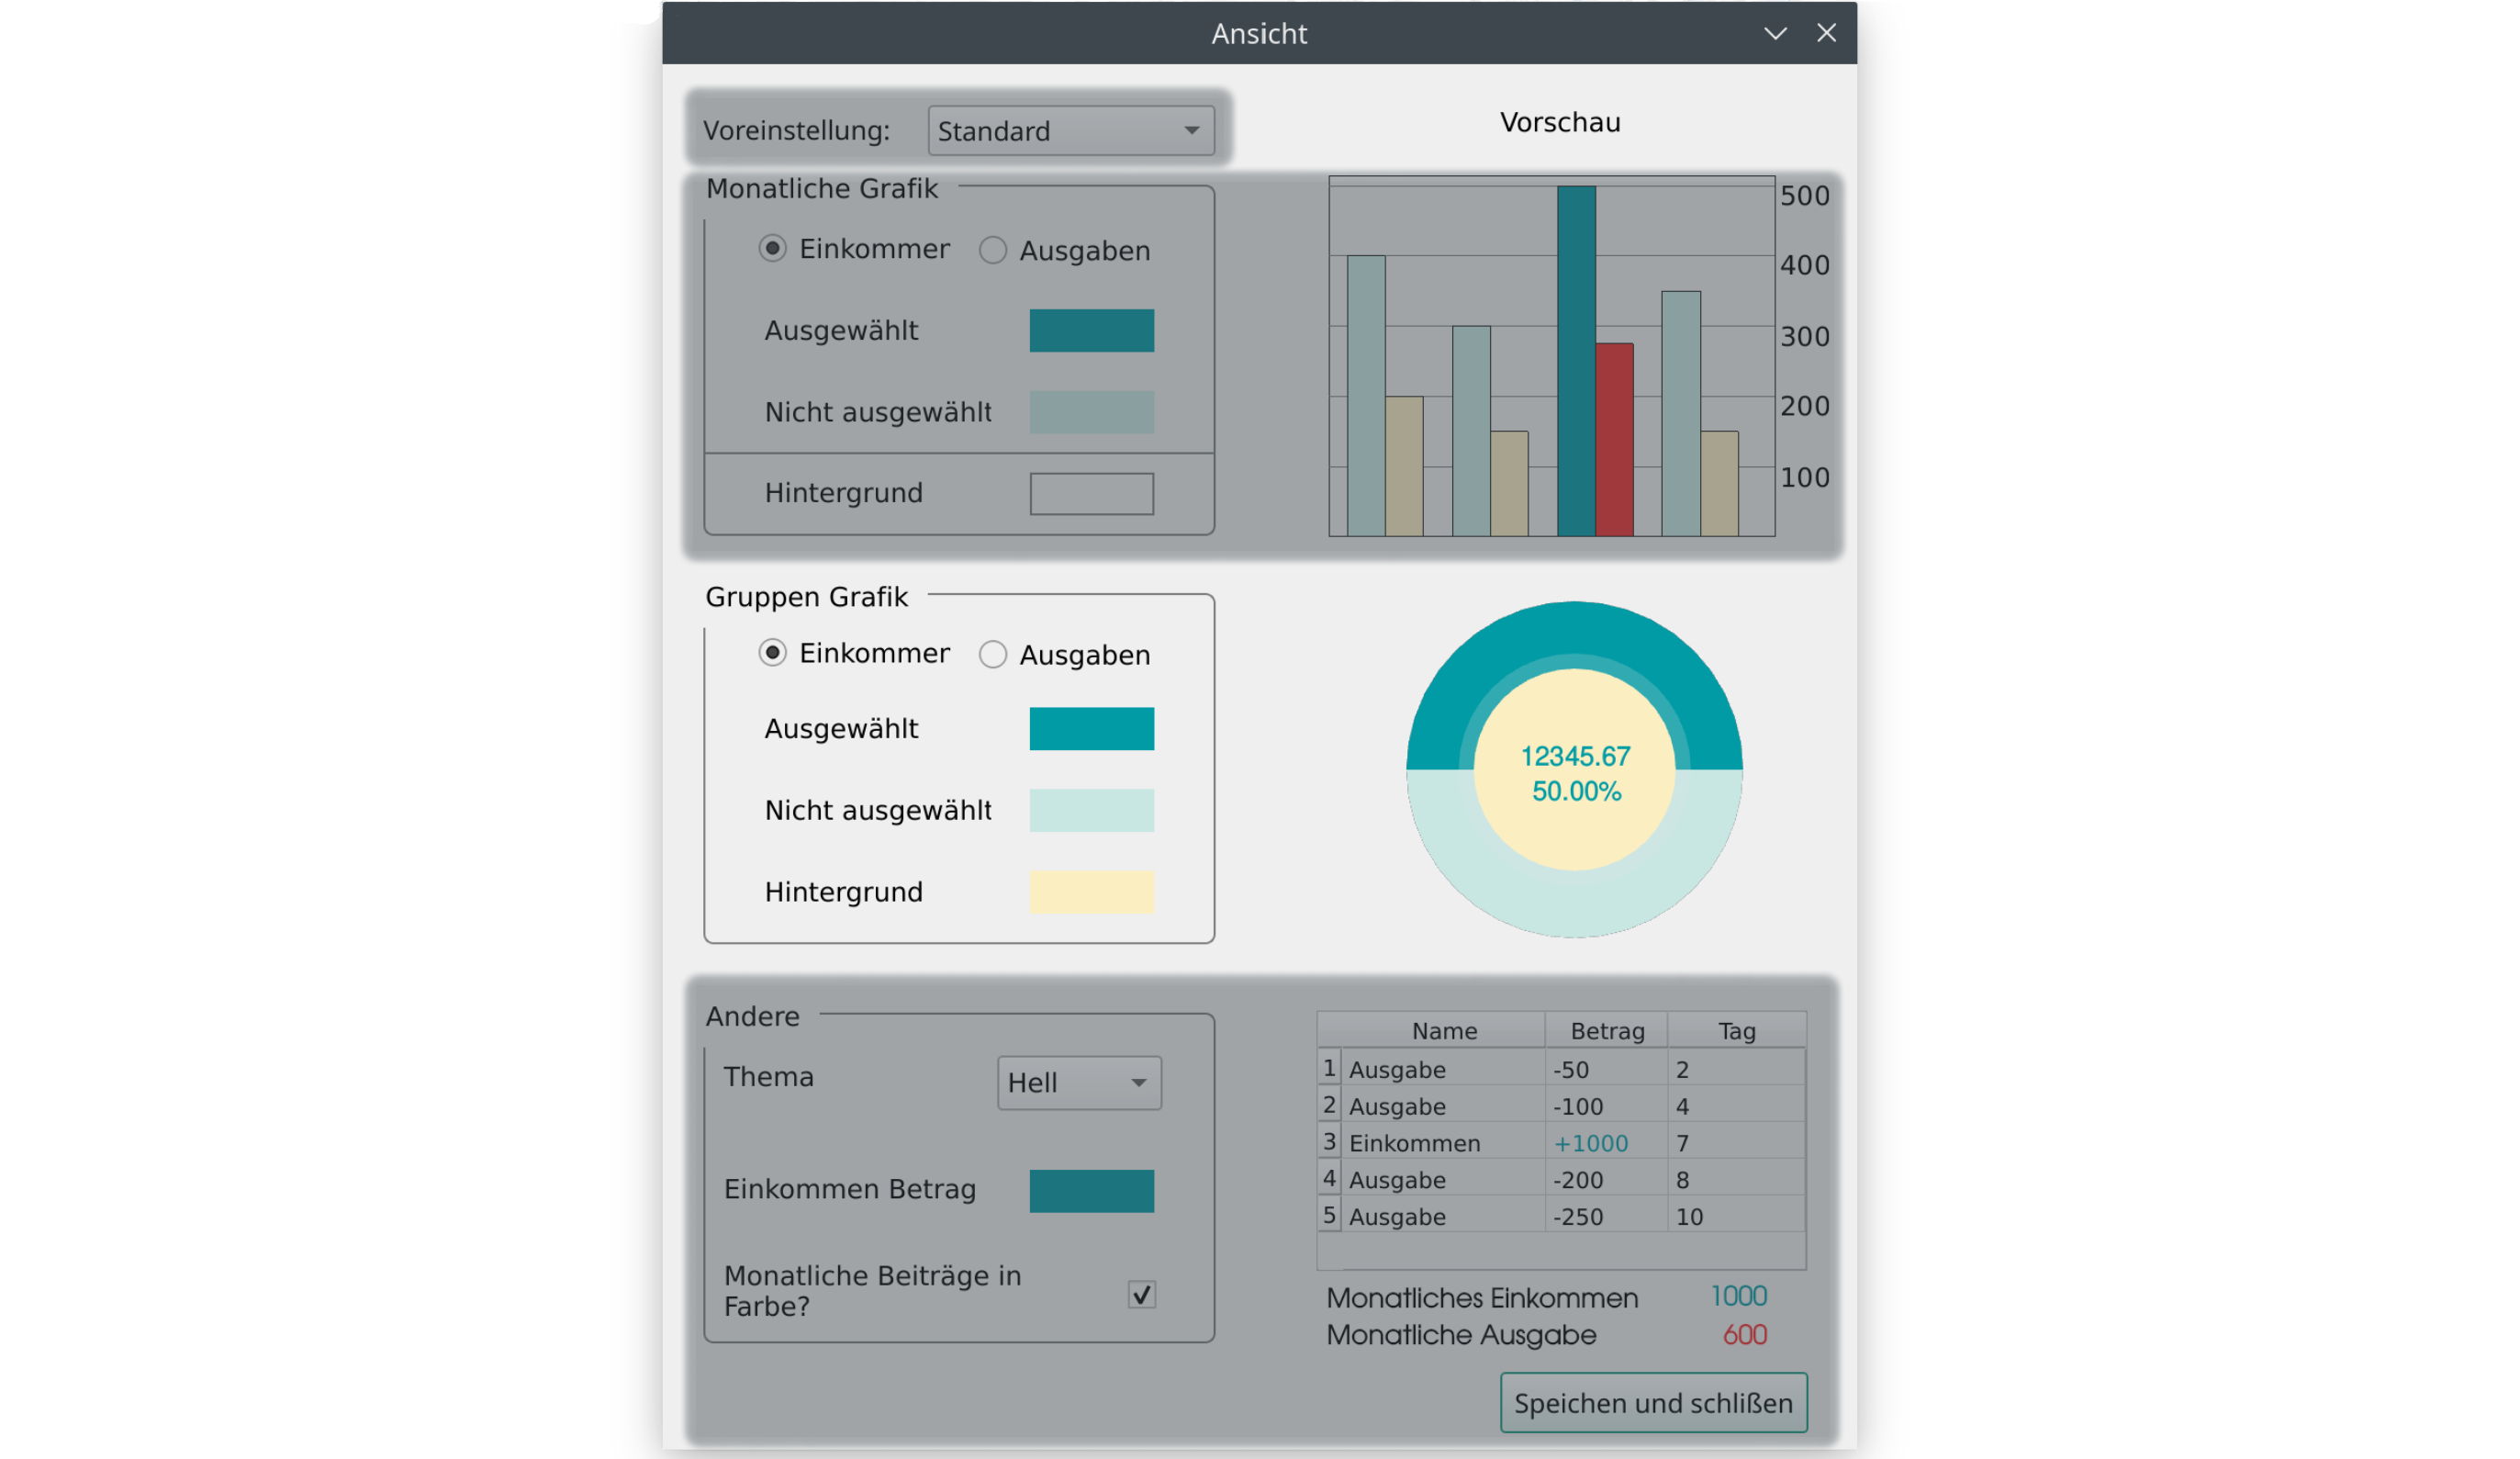 Ansicht
Voreinstellung: Standard
Vorschau
Monatliche Grafik
Einkommer Ausgaben
Ausgewählt
Nicht ausgewählt
Hintergrund
500
400
300
200
100
Gruppen Grafik
Einkommer Ausgaben
Ausgewählt
Nicht ausgewählt
Hintergrund
12345.67
50.00%
Andere
Thema Hell
Einkommen Betrag
Monatliche Beiträge in
Farbe?
Name Betrag Tag
1 Ausgabe -50 2
2 Ausgabe -100 4
3 Einkommen +1000 7
4 Ausgabe -200 8
5 Ausgabe -250 10
Monatliches Einkommen 1000
Monatliche Ausgabe 600
Speichen und schlißen